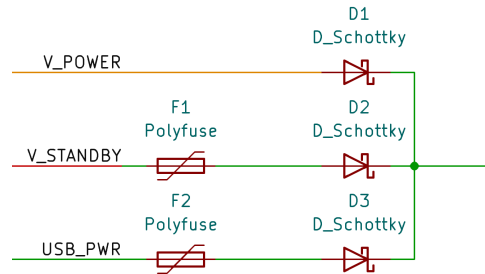 D1
D_Schottky
V_POWER
F1
Polyfuse
D2
D_Schottky
V_STANDBY
F2
Polyfuse
D3
D_Schottky
USB_PWR